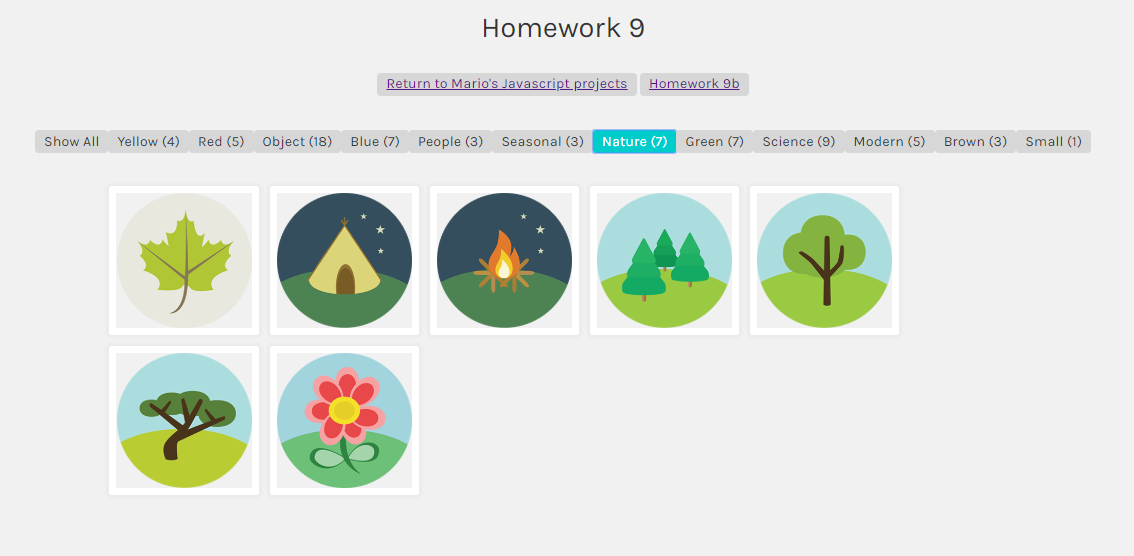 Homework 9
Return to Mario's Javascript projects Homework 9b
Show All Yellow (4) Red (5) Object (18) Blue (7) People (3) Seasonal (3) Nature (7) Green (7) Science (9) Modern (5) Brown (3) Small (1)